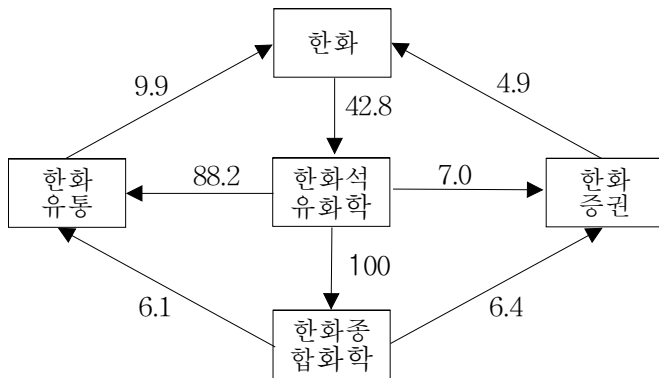 한화
9.9
4.9
42.8
한화
유통
88.2
한화석
유화학
7.0
한화
증권
100
6.1
6.4
한화종
합화학